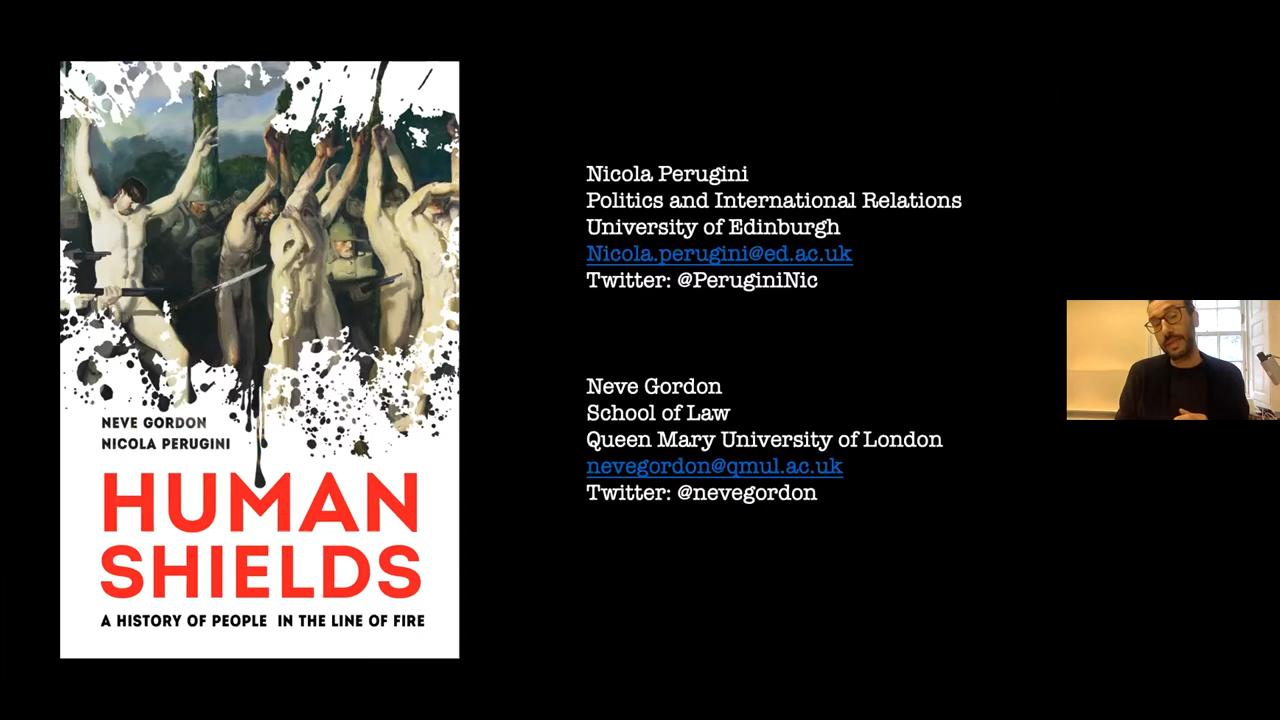 NEVE GORDON
NICOLA PERUGINI
HUMAN
SHIELDS
A HISTORY OF PEOPLE IN THE LINE OF FIRE
Nicola Perugini
Politics and International Relations
University of Edinburgh
Nicola.perugini@ed.ac.uk
Twitter: @PeruginiNic
Neve Gordon
School of Law
Queen Mary University of London
nevegordon@qmul.ac.uk
Twitter: @nevegordon